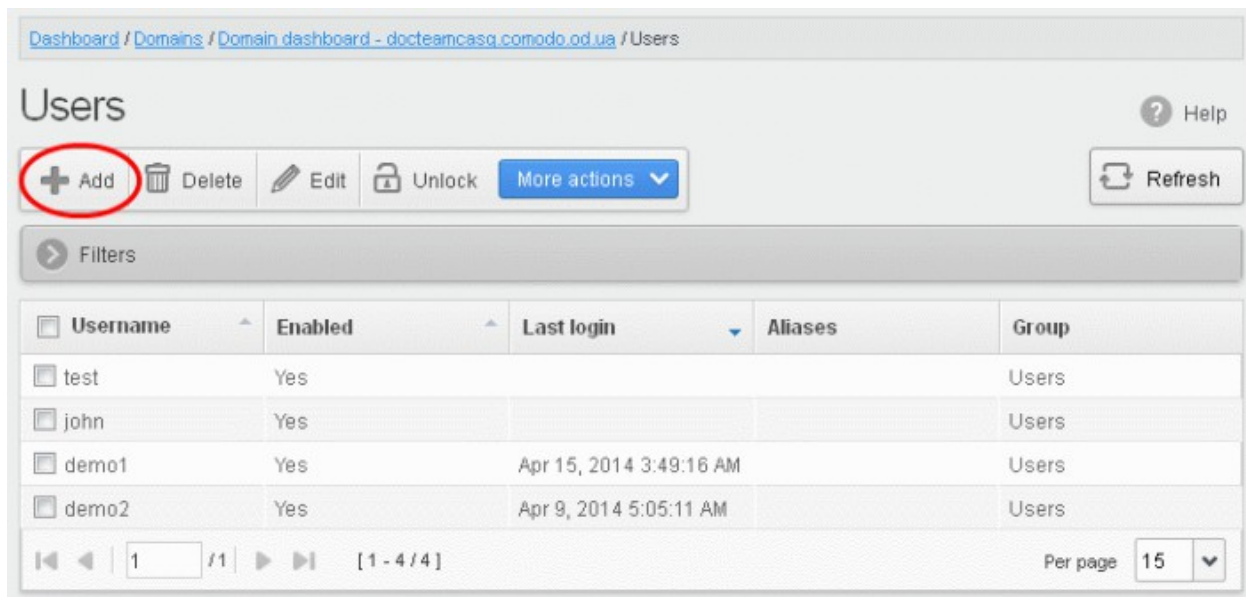 Dashboard / Domains / Domain dashboard - docteamcasg.comodo.od.ua / Users
Users
Help
Add Delete Edit Unlock More actions Refresh
Filters
Username Enabled Last login Aliases Group
test Yes Users
john Yes Users
demo1 Yes Apr 15, 2014 3:49:16 AM Users
demo2 Yes Apr 9, 2014 5:05:11 AM Users
1 /1 [ 1 - 4 / 4 ] Per page 15